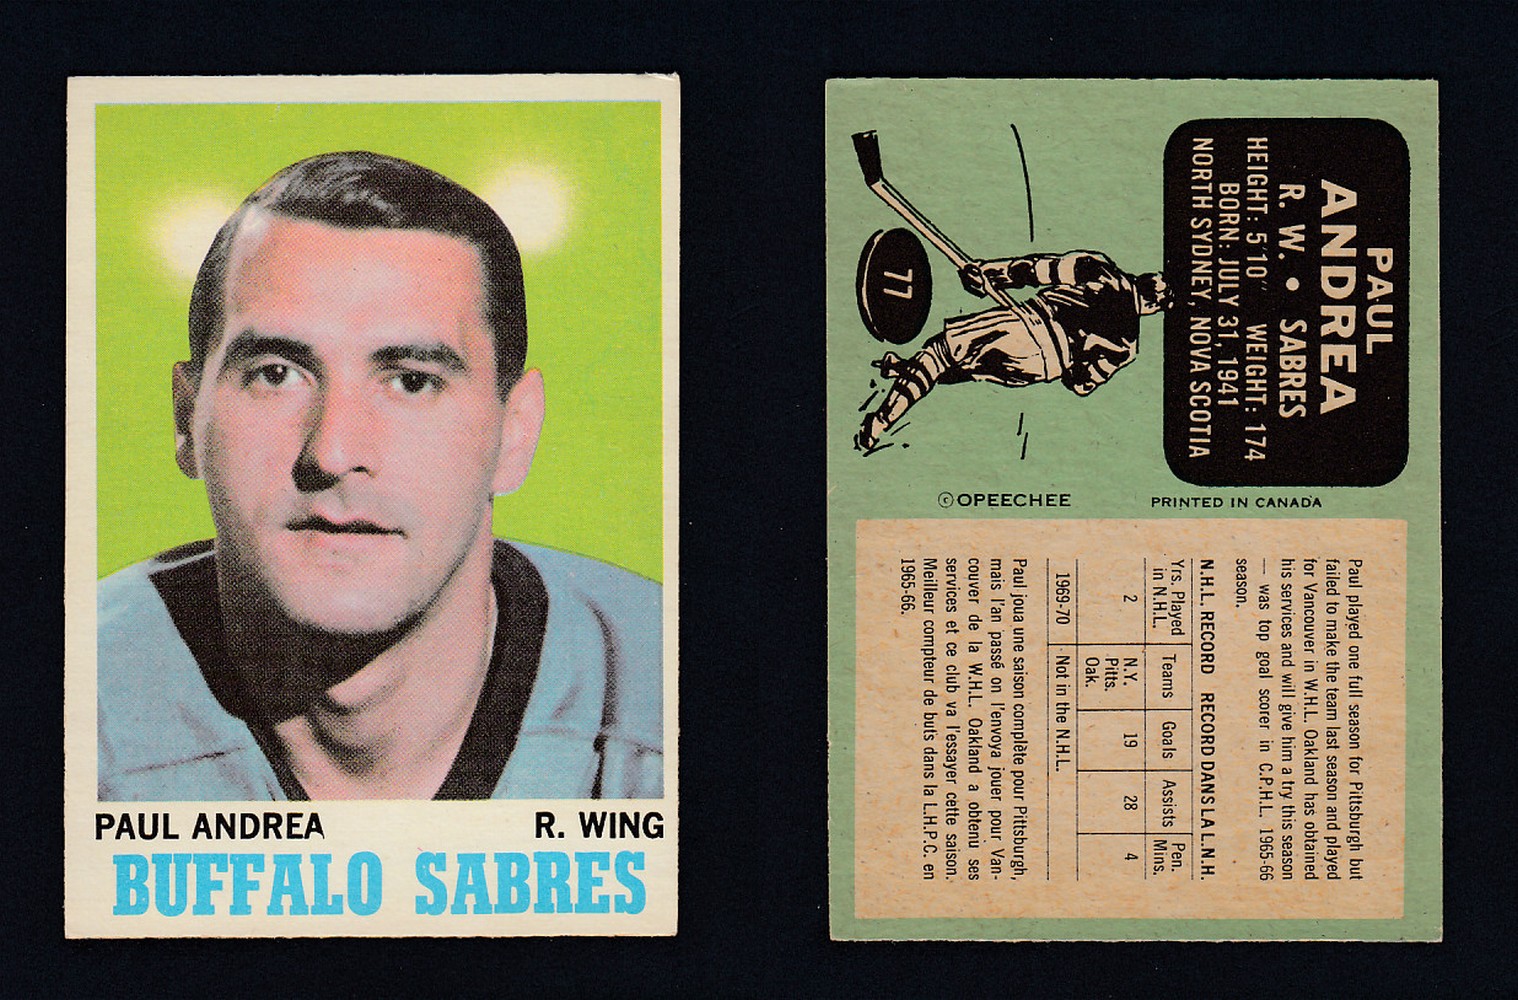 PAUL ANDREA R. WING
BUFFALO SABRES
PAUL
ANDREA
R. W. • SABRES
HEIGHT: 5'10" WEIGHT: 174
BORN: JULY 31, 1941
NORTH SYDNEY, NOVA SCOTIA
77
© OPEECHEE PRINTED IN CANADA
Paul played one full season for Pittsburgh but
failed to make the team last season and played
for Vancouver in W.H.L. Oakland has obtained
his services and will give him a try this season
— was top goal scorer in C.P.H.L. 1965-66
season.
N.H.L. RECORD RECORD DANS LA L.N.H.
Yrs. Played Teams Goals Assists Pen.
in N.H.L. Mins.
2 N.Y. 19 28 4
Pitts.
Oak.
1969-70 Not in the N.H.L.
Paul joua une saison complète pour Pittsburgh,
mais l'an passé on l'envoya jouer pour Van-
couver de la W.H.L. Oakland a obtenu ses
services et ce club va l'essayer cette saison.
Meilleur compteur de buts dans la L.H.P.C. en
1965-66.